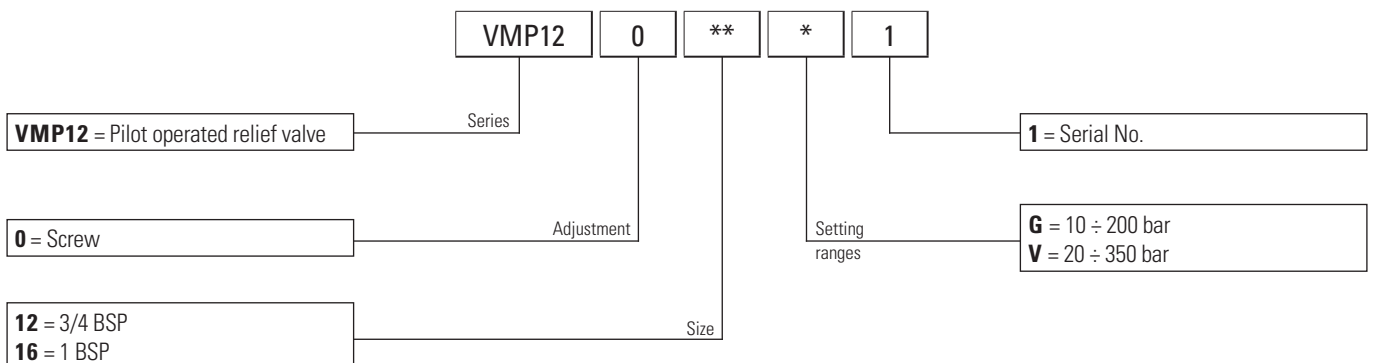 VMP12 0 ** * 1
VMP12 = Pilot operated relief valve
Series
1 = Serial No.
0 = Screw
Adjustment
Setting
ranges
G = 10 ÷ 200 bar
V = 20 ÷ 350 bar
12 = 3/4 BSP
16 = 1 BSP
Size